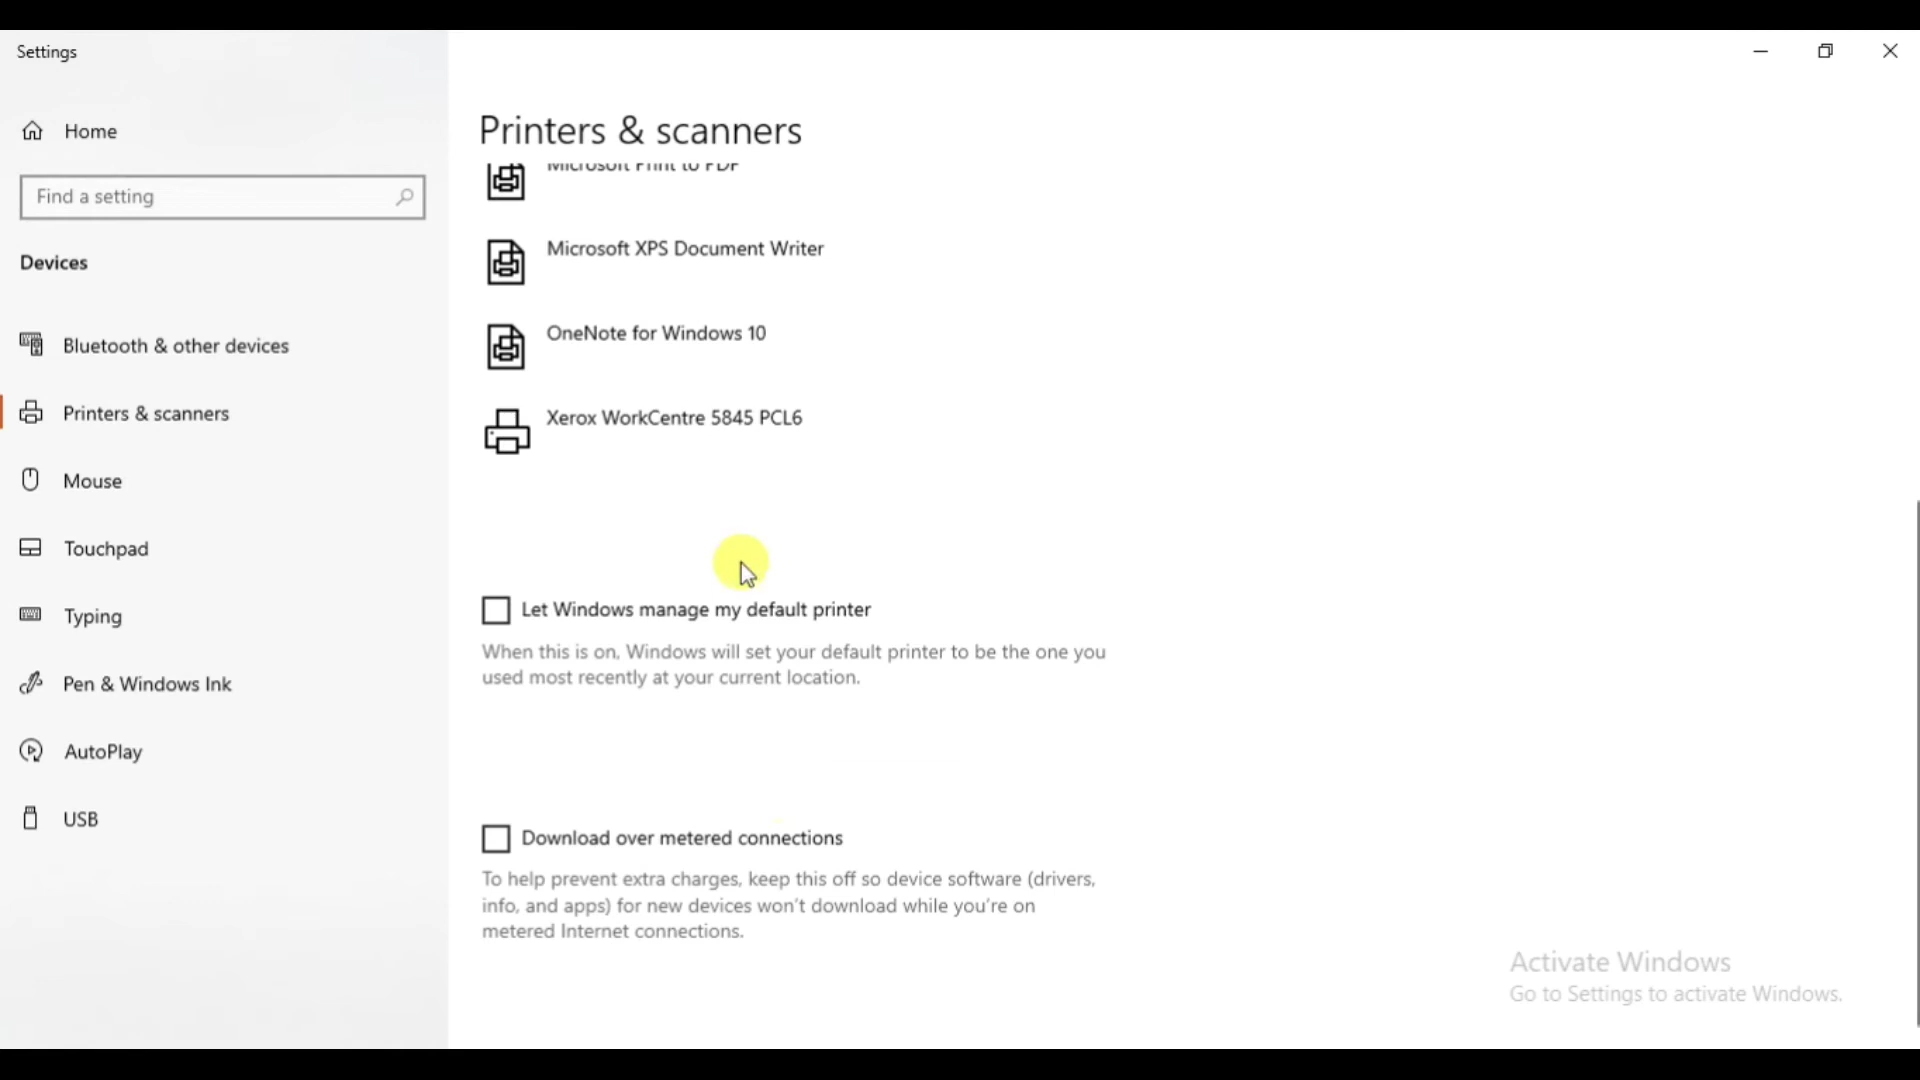 Settings
Home
Find a setting
Devices
Bluetooth & other devices
Printers & scanners
Mouse
Touchpad
Typing
Pen & Windows Ink
AutoPlay
USB
Printers & scanners
Microsoft Print to PDF
Microsoft XPS Document Writer
OneNote for Windows 10
Xerox WorkCentre 5845 PCL6
Let Windows manage my default printer
When this is on, Windows will set your default printer to be the one you
used most recently at your current location.
Download over metered connections
To help prevent extra charges, keep this off so device software (drivers,
info, and apps) for new devices won't download while you're on
metered Internet connections.
Activate Windows
Go to Settings to activate Windows.